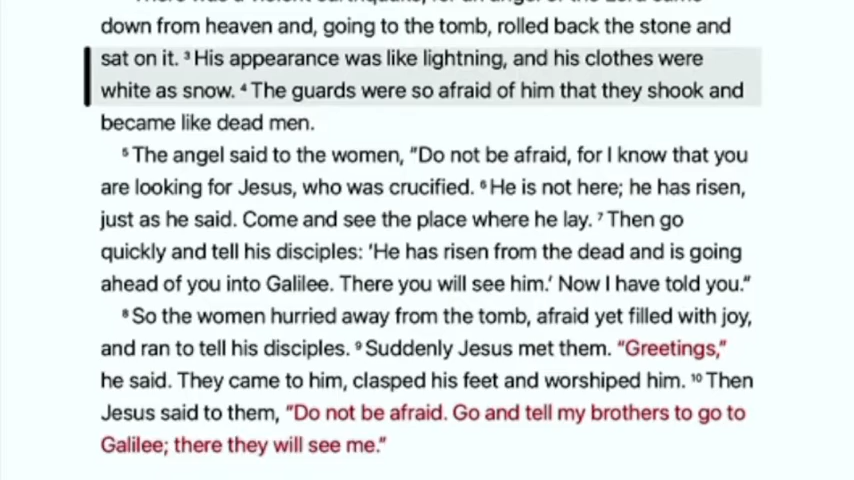 down from heaven and, going to the tomb, rolled back the stone and
sat on it. ³ His appearance was like lightning, and his clothes were
white as snow. ⁴ The guards were so afraid of him that they shook and
became like dead men.
⁵ The angel said to the women, “Do not be afraid, for I know that you
are looking for Jesus, who was crucified. ⁶ He is not here; he has risen,
just as he said. Come and see the place where he lay. ⁷ Then go
quickly and tell his disciples: ‘He has risen from the dead and is going
ahead of you into Galilee. There you will see him.’ Now I have told you.”
⁸ So the women hurried away from the tomb, afraid yet filled with joy,
and ran to tell his disciples. ⁹ Suddenly Jesus met them. “Greetings,”
he said. They came to him, clasped his feet and worshiped him. ¹⁰ Then
Jesus said to them, “Do not be afraid. Go and tell my brothers to go to
Galilee; there they will see me.”